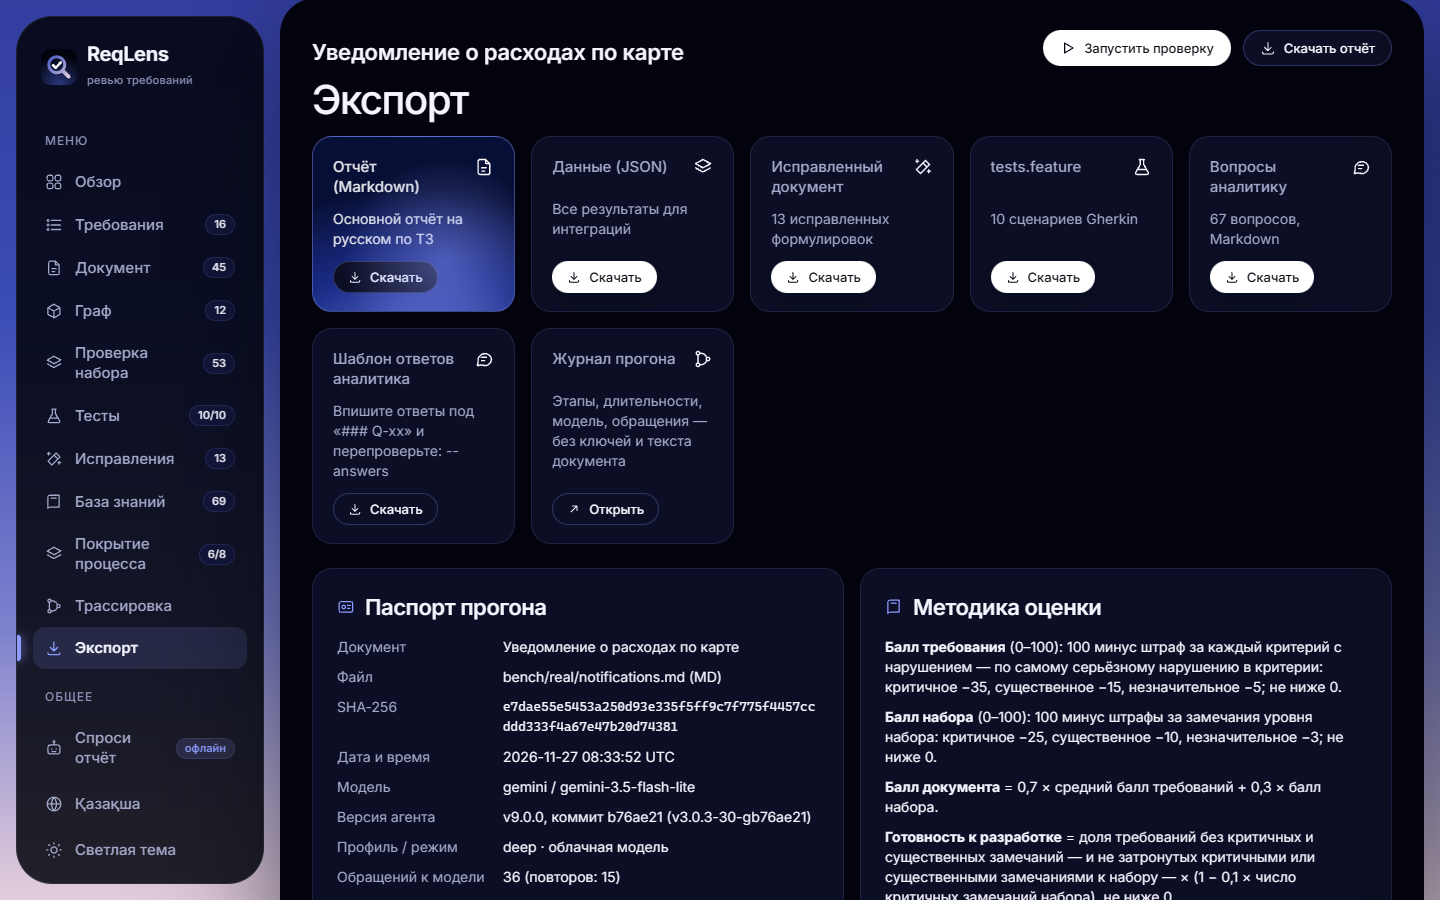 ReqLens
ревью требований
МЕНЮ
Обзор
Требования 16
Документ 45
Граф 12
Проверка
набора 53
Тесты 10/10
Исправления 13
База знаний 69
Покрытие
процесса 6/8
Трассировка
Экспорт
ОБЩЕЕ
Спроси
отчёт офлайн
Қазақша
Светлая тема
Уведомление о расходах по карте
Запустить проверку
Скачать отчёт
Экспорт
Отчёт
(Markdown)
Основной отчёт на
русском по ТЗ
Скачать
Данные (JSON)
Все результаты для
интеграций
Скачать
Исправленный
документ
13 исправленных
формулировок
Скачать
tests.feature
10 сценариев Gherkin
Скачать
Вопросы
аналитику
67 вопросов,
Markdown
Скачать
Шаблон ответов
аналитика
Впишите ответы под
«### Q-xx» и
перепроверьте: --
answers
Скачать
Журнал прогона
Этапы, длительности,
модель, обращения —
без ключей и текста
документа
Открыть
Паспорт прогона
Документ Уведомление о расходах по карте
Файл bench/real/notifications.md (MD)
SHA-256 e7dae55e5453a250d93e335f5ff9c7f775f4457cc
ddd333f4a67e47b20d74381
Дата и время 2026-11-27 08:33:52 UTC
Модель gemini / gemini-3.5-flash-lite
Версия агента v9.0.0, коммит b76ae21 (v3.0.3-30-gb76ae21)
Профиль / режим deep · облачная модель
Обращений к модели 36 (повторов: 15)
Методика оценки
Балл требования (0–100): 100 минус штраф за каждый критерий с
нарушением — по самому серьёзному нарушению в критерии:
критичное −35, существенное −15, незначительное −5; не ниже 0.
Балл набора (0–100): 100 минус штрафы за замечания уровня
набора: критичное −25, существенное −10, незначительное −3; не
ниже 0.
Балл документа = 0,7 × средний балл требований + 0,3 × балл
набора.
Готовность к разработке = доля требований без критичных и
существенных замечаний — и не затронутых критичными или
существенными замечаниями к набору — × (1 − 0,1 × число
критичных замечаний набора), не ниже 0